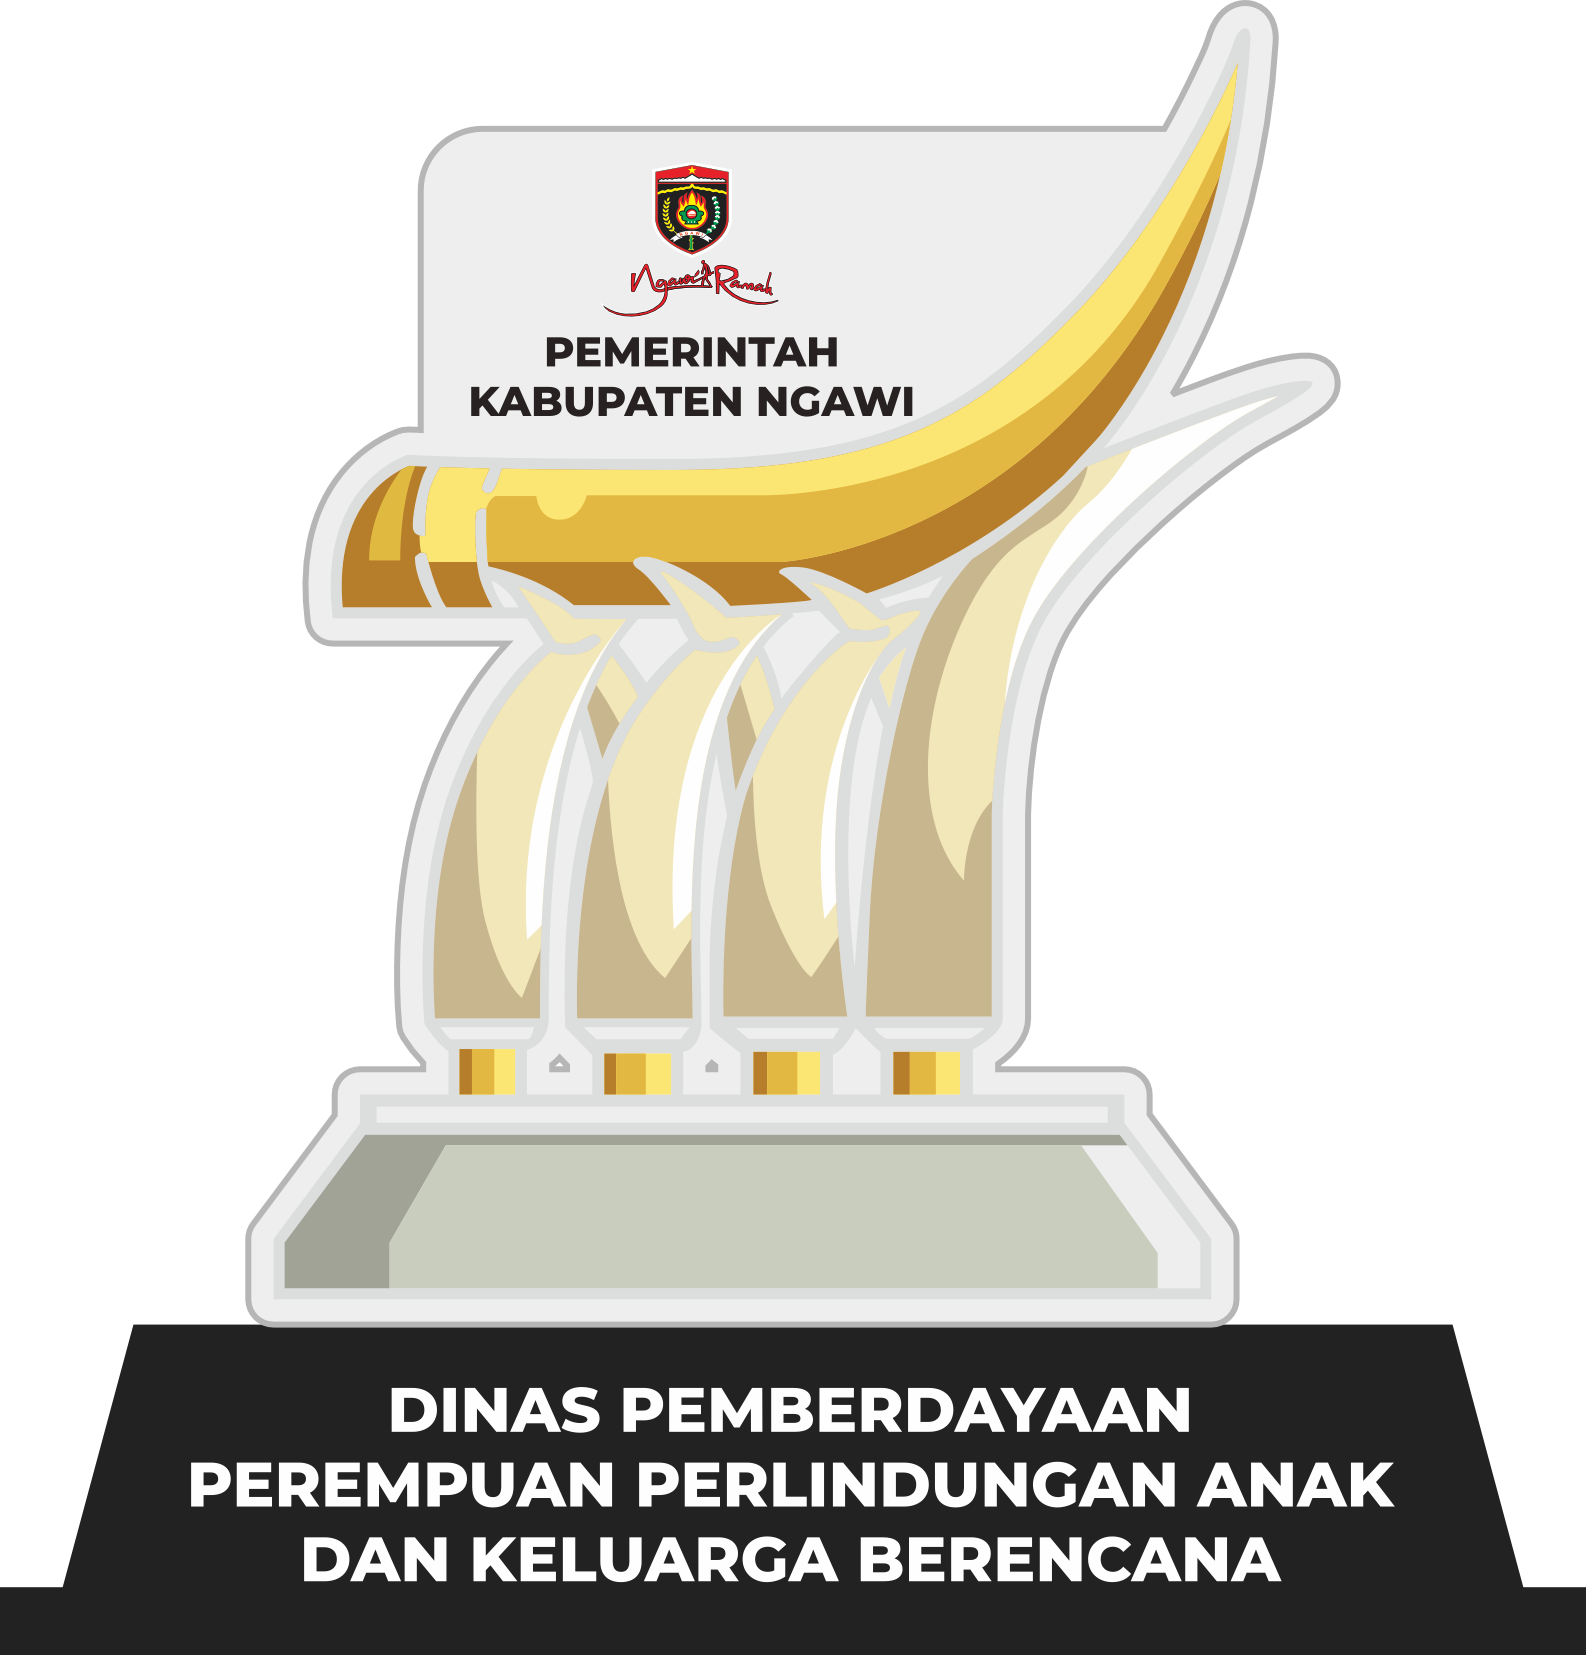 Ngawi Ramah
PEMERINTAH
KABUPATEN NGAWI
DINAS PEMBERDAYAAN
PEREMPUAN PERLINDUNGAN ANAK
DAN KELUARGA BERENCANA